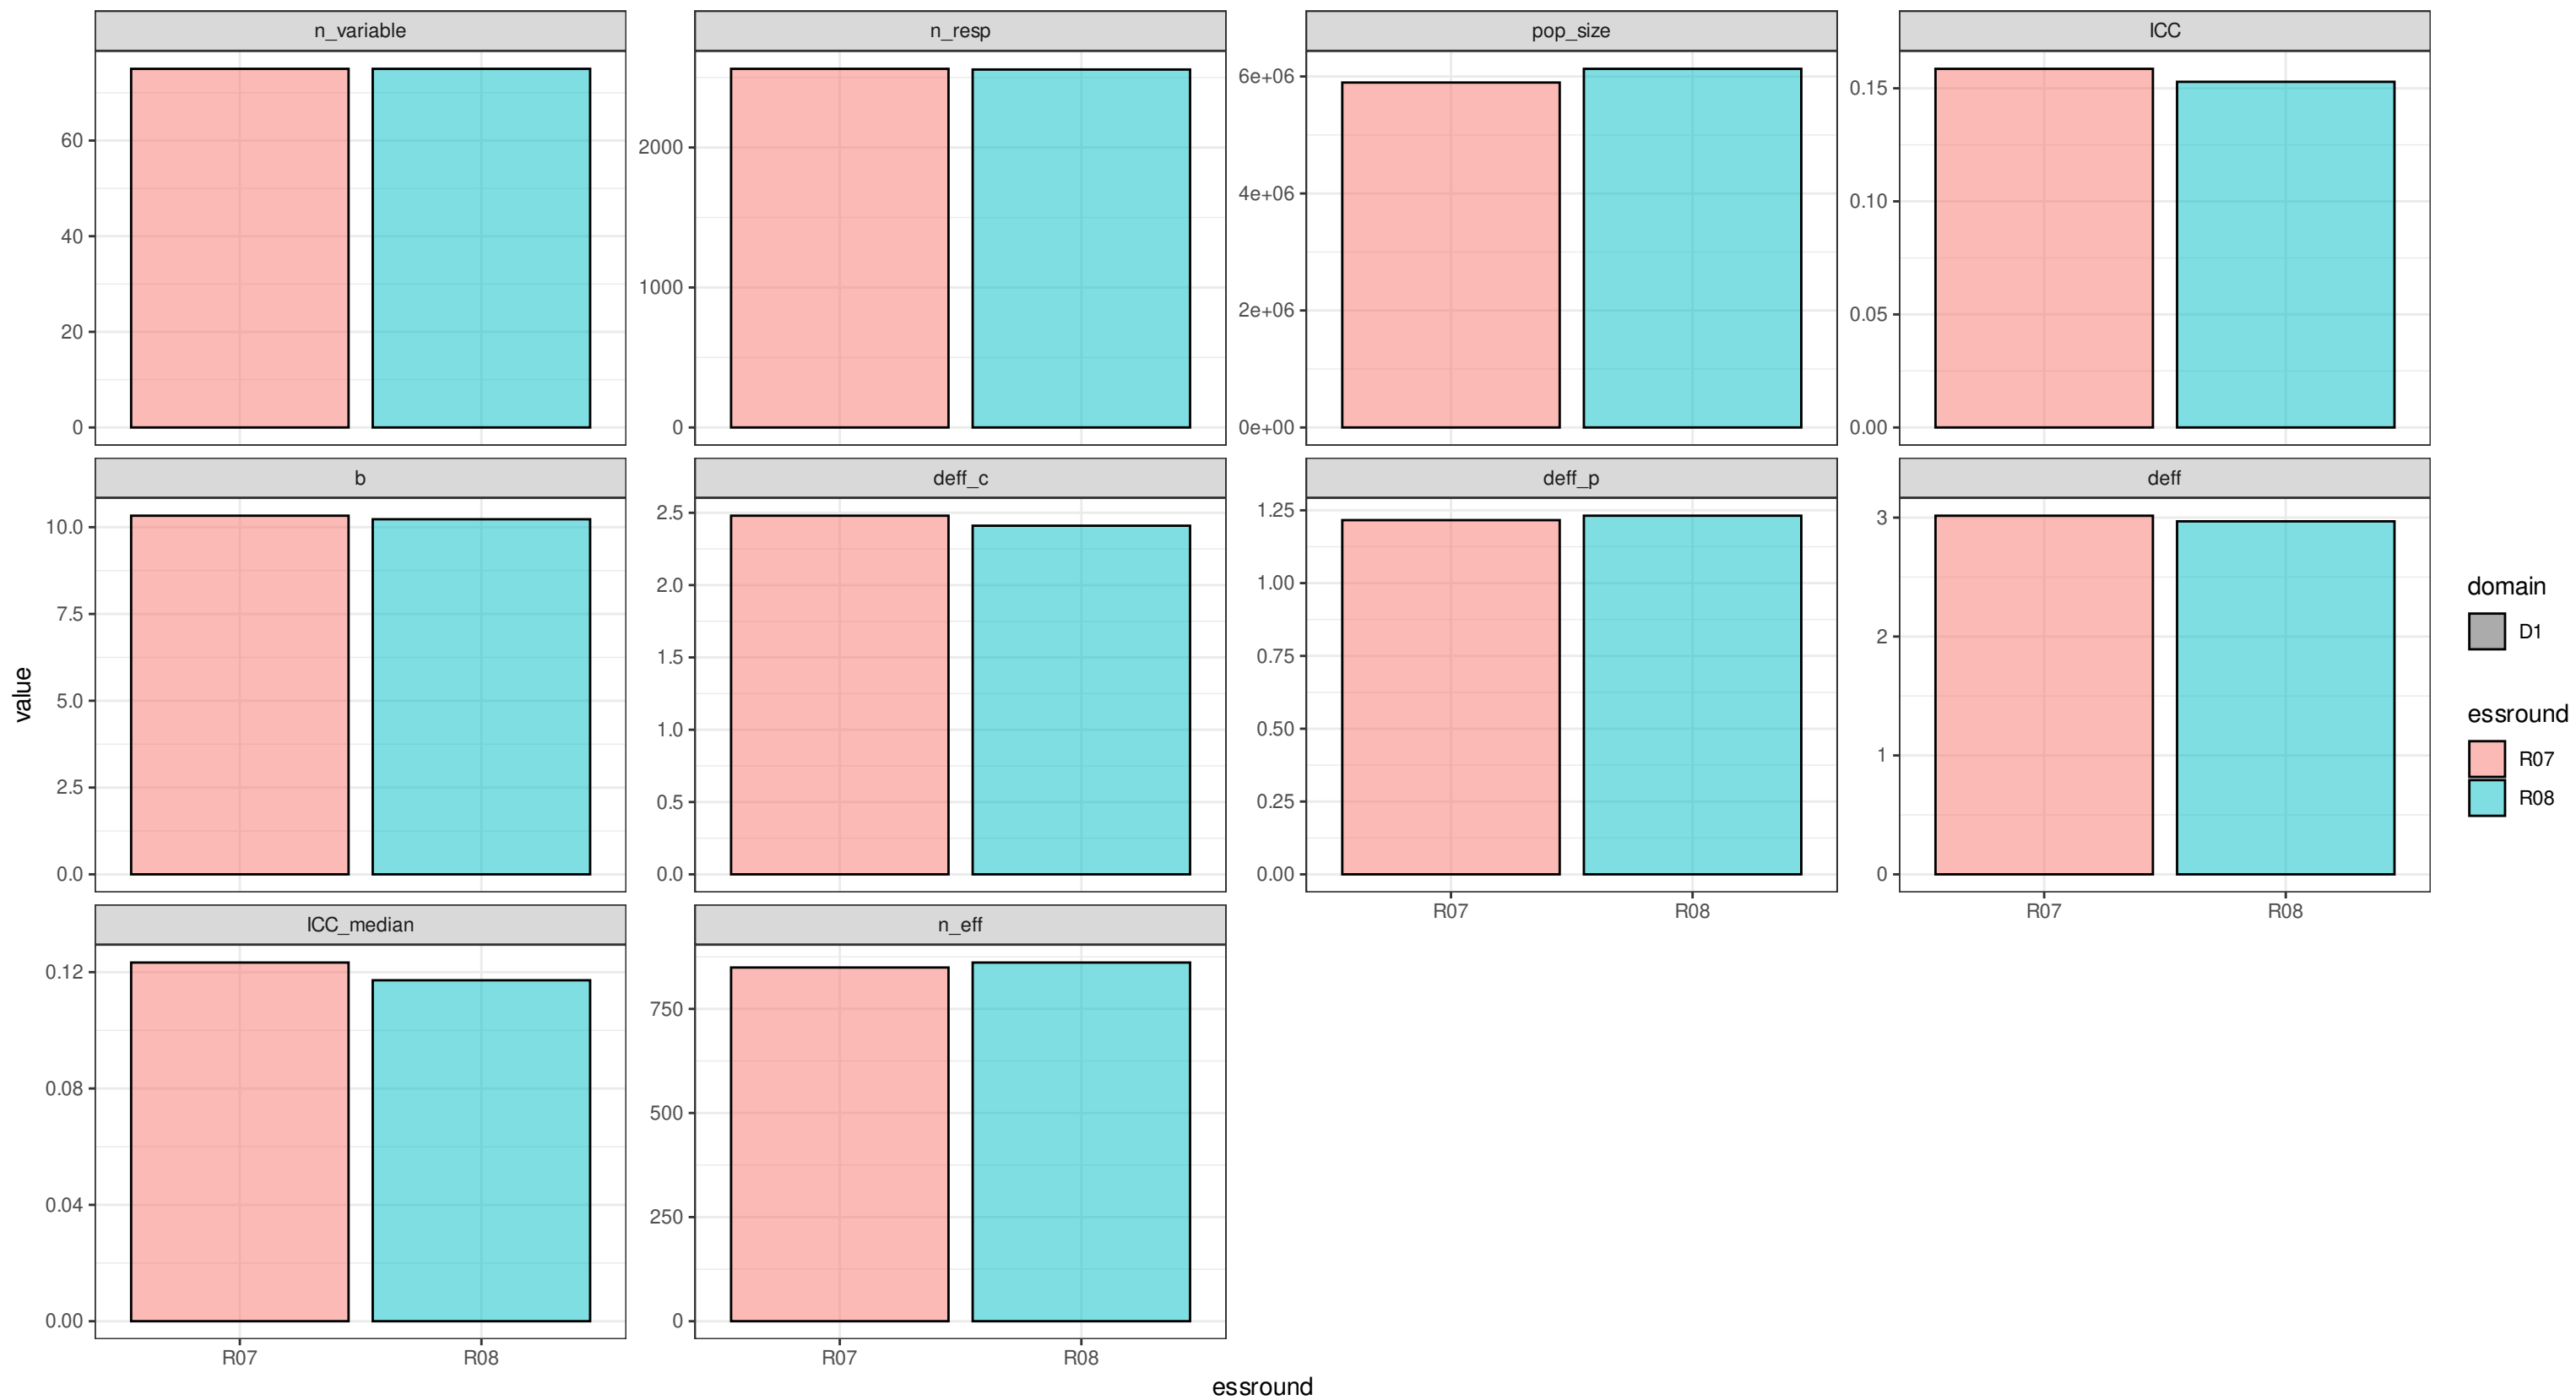 n_variable
n_resp
pop_size
ICC
60
40
20
0
2000
1000
0
6e+06
4e+06
2e+06
0e+00
0.15
0.10
0.05
0.00
b
deff_c
deff_p
deff
10.0
7.5
5.0
2.5
0.0
2.5
2.0
1.5
1.0
0.5
0.0
1.25
1.00
0.75
0.50
0.25
0.00
3
2
1
0
R07 R08
R07 R08
ICC_median
n_eff
0.12
0.08
0.04
0.00
750
500
250
0
R07 R08
R07 R08
value
essround
domain
D1
essround
R07
R08